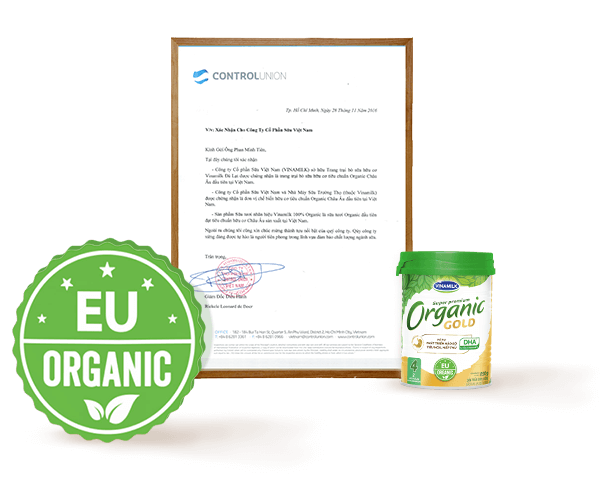 CONTROLUNION
Tp. Hồ Chí Minh, Ngày 28 Tháng 11 Năm 2018
V/v: Xác Nhận Cho Công Ty Cổ Phần Sữa Việt Nam
Kính Gửi Ông Phan Minh Tiên,
Tại đây chúng tôi xác nhận
- Công ty Cổ phần Sữa Việt Nam (VINAMILK) sở hữu Trang trại bò sữa hữu cơ
Vinamilk Đà Lạt được chứng nhận là trang trại bò sữa hữu cơ tiêu chuẩn Organic Châu
Âu đầu tiên tại Việt Nam.
- Công ty Cổ phần Sữa Việt Nam và Nhà Máy Sữa Trường Thọ (thuộc Vinamilk)
được chứng nhận là đơn vị chế biến hữu cơ tiêu chuẩn Organic Châu Âu đầu tiên tại
Việt Nam.
- Sản phẩm Sữa tươi nhãn hiệu Vinamilk 100% Organic là sữa tươi Organic đầu tiên
đạt tiêu chuẩn hữu cơ Châu Âu sản xuất tại Việt Nam.
Ngoài ra chúng tôi cũng xin chúc mừng thành tựu nổi bật của quý công ty. Qúy công ty
xứng đáng được tự hào là người tiên phong trong lĩnh vực đảm bảo chất lượng ngành sữa.
Trân trọng,
Giám Đốc Điều Hành
Richele Leonard de Boer
EU
ORGANIC
VINAMILK
Super premium
Organic
GOLD
DHA
4
EU
ORGANIC